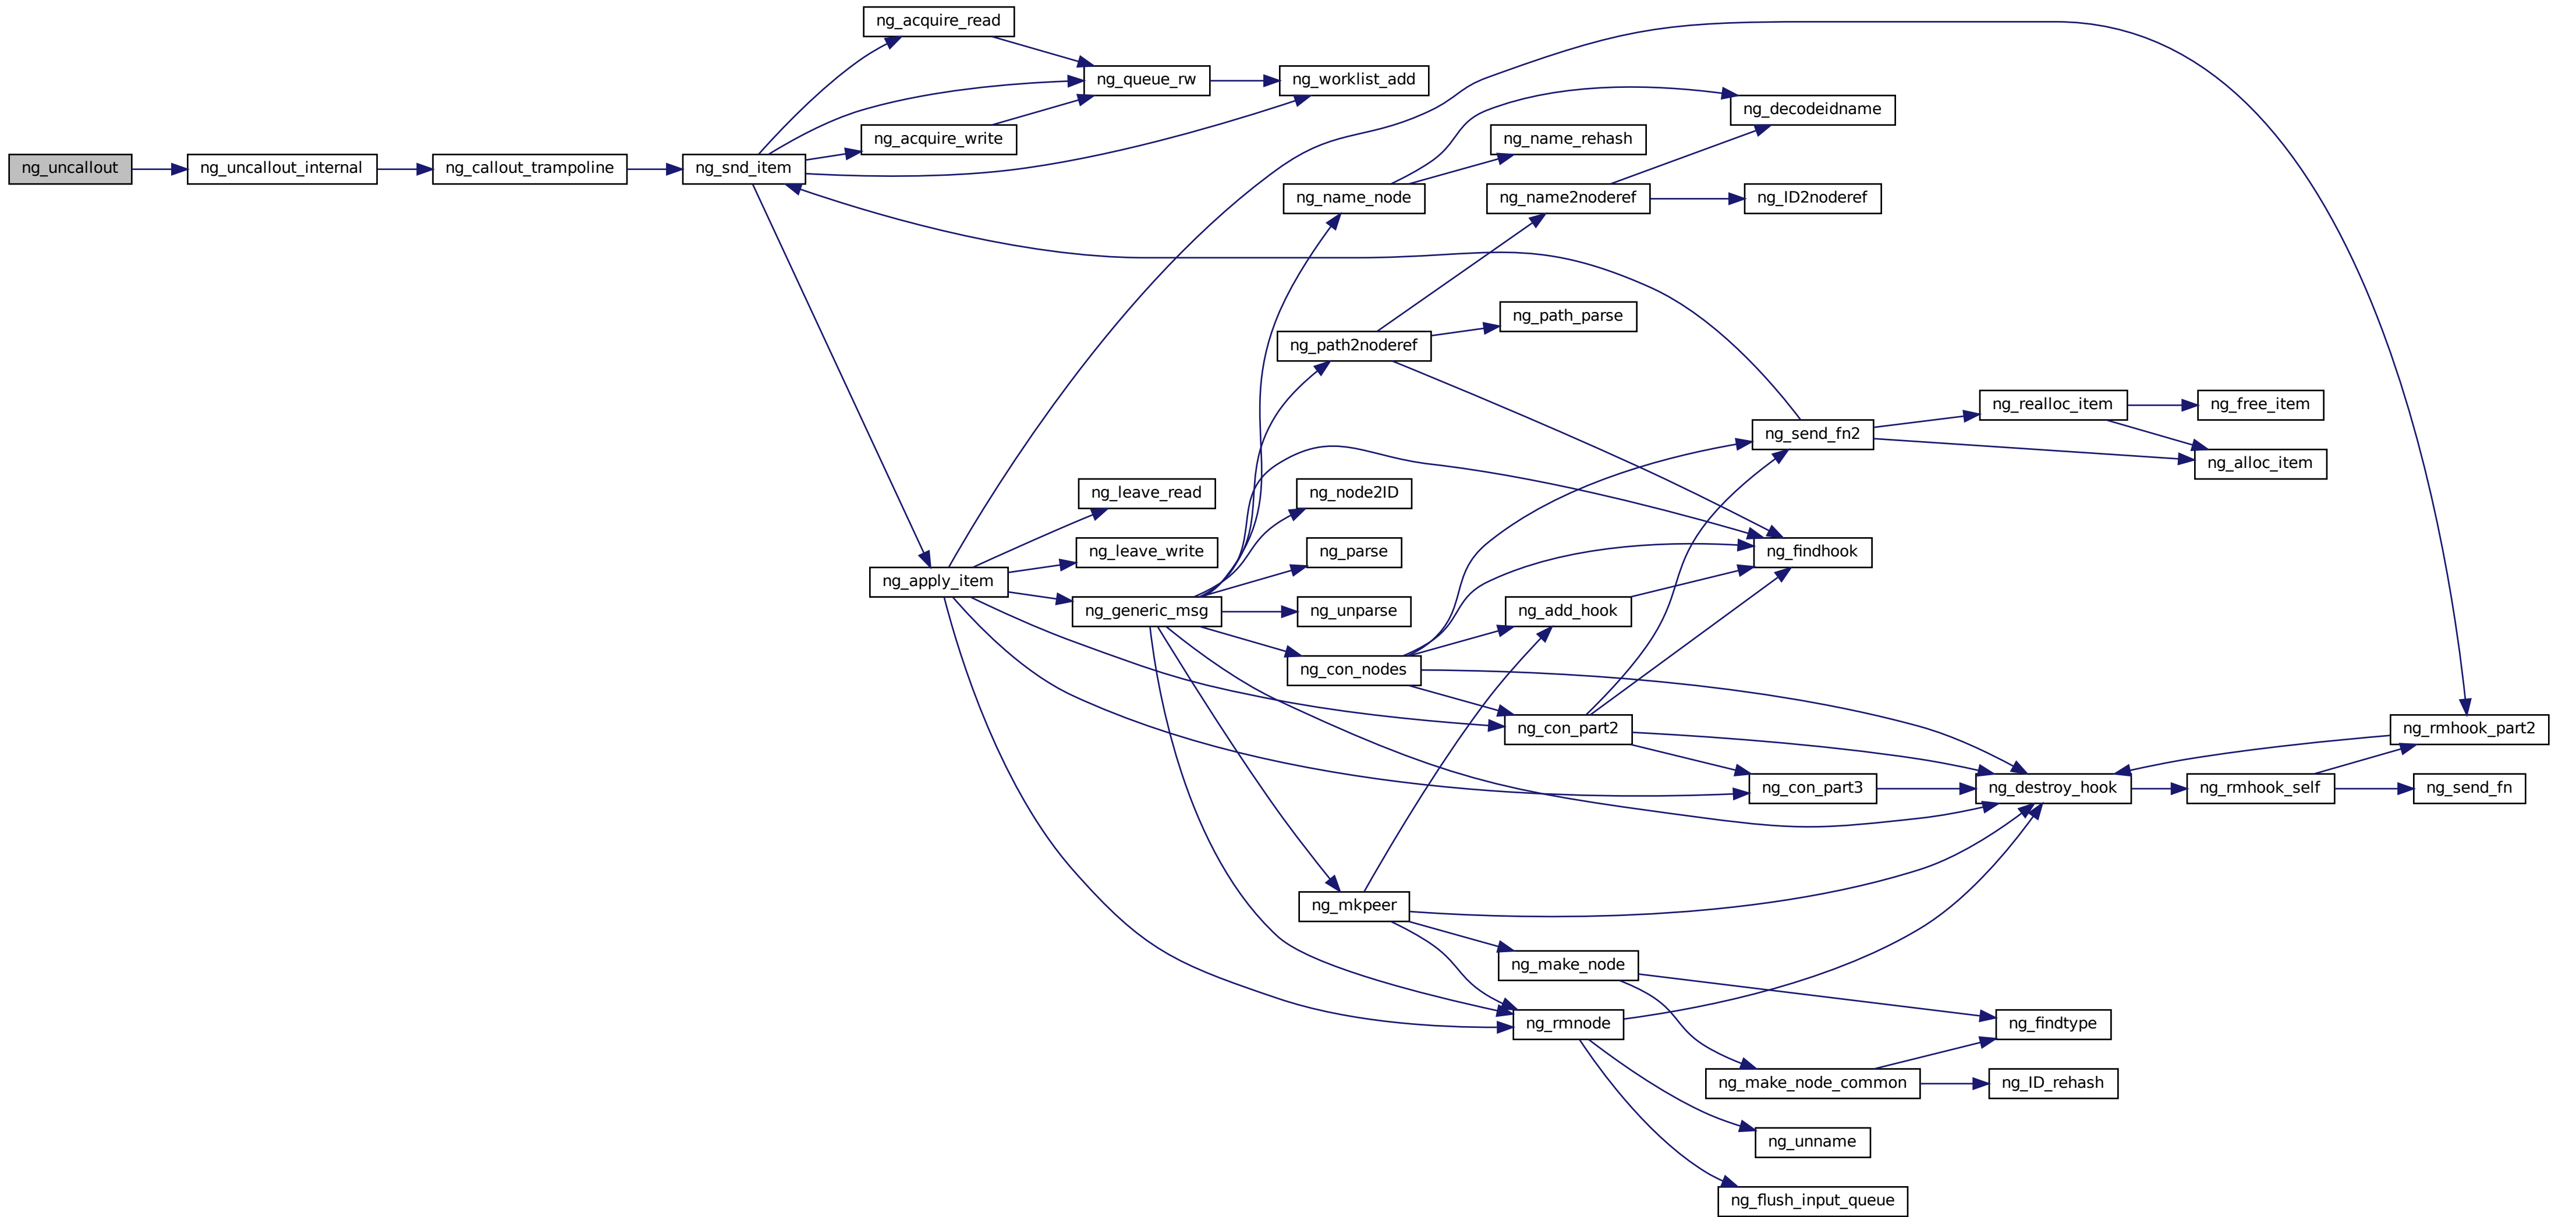 ng_acquire_read
ng_queue_rw
ng_worklist_add
ng_decodeidname
ng_acquire_write
ng_name_rehash
ng_uncallout
ng_uncallout_internal
ng_callout_trampoline
ng_snd_item
ng_name_node
ng_name2noderef
ng_ID2noderef
ng_path_parse
ng_path2noderef
ng_realloc_item
ng_free_item
ng_send_fn2
ng_alloc_item
ng_leave_read
ng_node2ID
ng_leave_write
ng_parse
ng_findhook
ng_apply_item
ng_generic_msg
ng_unparse
ng_add_hook
ng_con_nodes
ng_con_part2
ng_rmhook_part2
ng_con_part3
ng_destroy_hook
ng_rmhook_self
ng_send_fn
ng_mkpeer
ng_make_node
ng_rmnode
ng_findtype
ng_make_node_common
ng_ID_rehash
ng_unname
ng_flush_input_queue